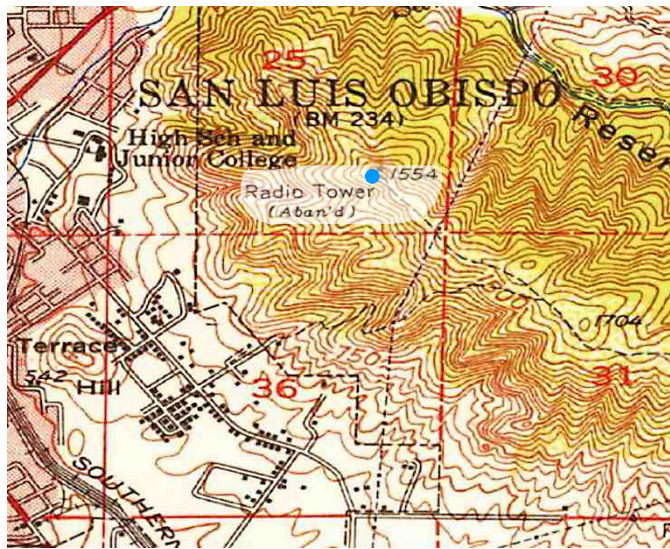 25
30
SAN LUIS OBISPO
(BM 234)
Rese
High Sch and
Junior College
1554
Radio Tower
(Aban'd)
1704
Terrace
Hill
542
750
36
31
SOUTHERN